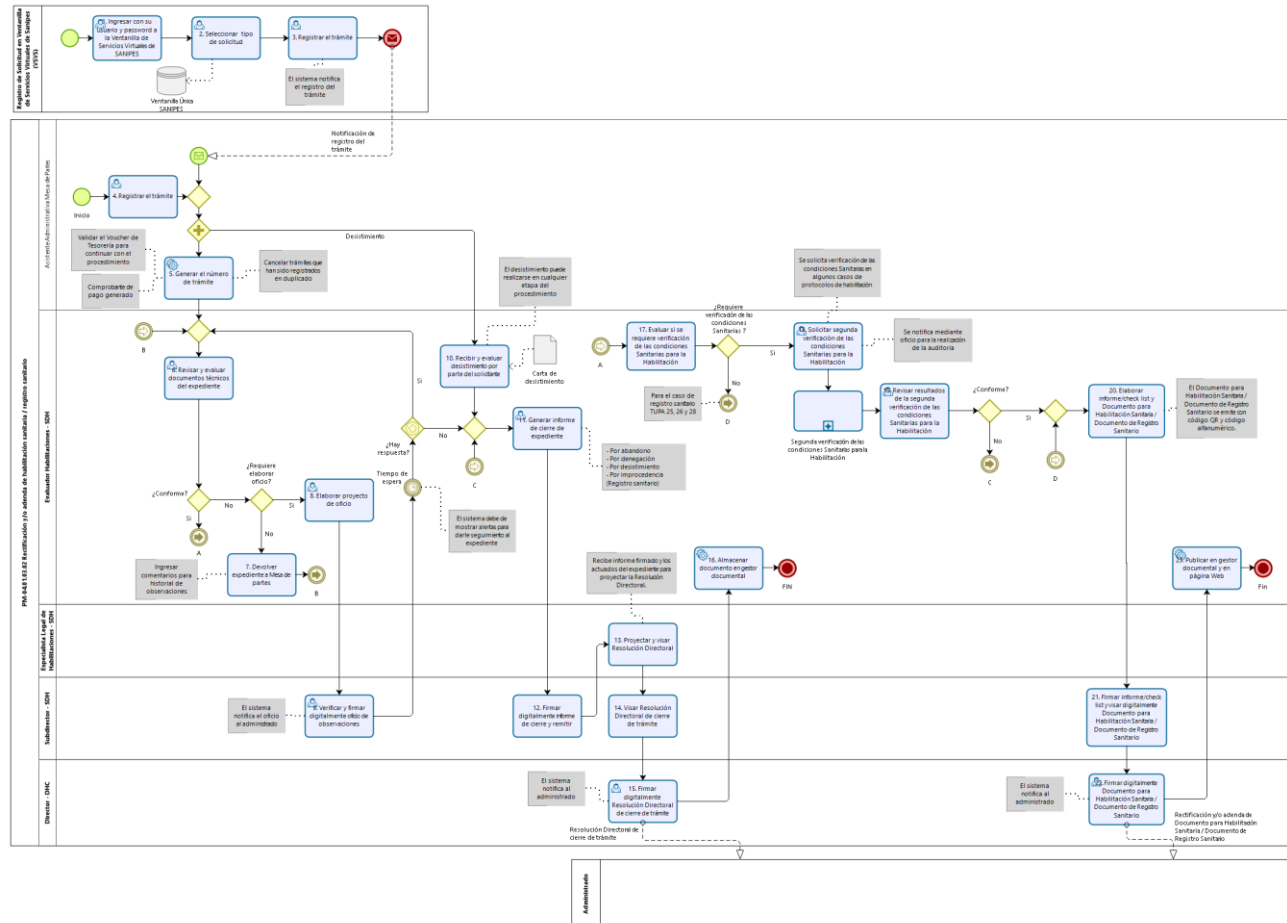 Registro de Solicitud en Ventanilla
de Servicios Virtuales de Sanipes
(VSVS)
1. Ingresar con su
usuario y password a
la Ventanilla de
Servicios Virtuales de
SANIPES
2. Seleccionar tipo
de solicitud
3. Registrar el trámite
Ventanilla Única
SANIPES
El sistema notifica
el registro del
trámite
PM-04.01.03.02 Rectificación y/o adenda de habilitación sanitaria / registro sanitario
Asistente Administrativa Mesa de Partes
Notificación de
registro del
trámite
Inicio
4. Registrar el trámite
Desistimiento
Validar el Voucher de
Tesorería para
continuar con el
procedimiento
Comprobante de
pago generado
5. Generar el número
de trámite
Cancelar trámites que
han sido registrados
en duplicado
El desistimiento puede
realizarse en cualquier
etapa del
procedimiento
Se solicita verificación de las
condiciones Sanitarias en
algunos casos de
protocolos de habilitación
Evaluador Habilitaciones - SDH
B
6. Revisar y evaluar
documentos técnicos
del expediente
Si
10. Recibir y evaluar
desistimiento por
parte del solicitante
Carta de
desistimiento
A
17. Evaluar si se
requiere verificación
de las condiciones
Sanitarias para la
Habilitación
¿Requiere
verificación de las
condiciones
Sanitarias ?
Si
No
D
Para el caso de
registro sanitario
TUPA 25, 26 y 28
Solicitar segunda
verificación de las
condiciones
Sanitarias para la
Habilitación
Se notifica mediante
oficio para la realización
de la auditoría
Segunda verificación de las
condiciones Sanitarias para la
Habilitación
Revisar resultados
de la segunda
verificación de las
condiciones
Sanitarias para la
Habilitación
¿Conforme?
Si
No
C
D
20. Elaborar
informe/check list y
Documento para
Habilitación Sanitaria /
Documento de Registro
Sanitario
El Documento para
Habilitación Sanitaria /
Documento de Registro
Sanitario se emite con
código QR y código
alfanumérico.
¿Hay
respuesta?
No
C
11. Generar informe
de cierre de
expediente
- Por abandono
- Por denegación
- Por desistimiento
- Por improcedencia
(Registro sanitario)
Tiempo de
espera
El sistema debe de
mostrar alertas para
darle seguimiento al
expediente
¿Conforme?
Si
No
A
¿Requiere
elaborar
oficio?
Si
No
8. Elaborar proyecto
de oficio
Ingresar
comentarios para
historial de
observaciones
7. Devolver
expediente a Mesa de
partes
B
Recibe informe firmado y los
actuados del expediente para
proyectar la Resolución
Directoral.
16. Almacenar
documento en gestor
documental
FIN
23. Publicar en gestor
documental y en
página Web
Fin
Especialista Legal de
Habilitaciones - SDH
13. Proyectar y visar
Resolución Directoral
Subdirector - SDH
El sistema
notifica el oficio
al administrado
9. Verificar y firmar
digitalmente oficio de
observaciones
12. Firmar
digitalmente informe
de cierre y remitir
14. Visar Resolución
Directoral de cierre
de trámite
21. Firmar informe/check
list y visar digitalmente
Documento para
Habilitación Sanitaria /
Documento de Registro
Sanitario
Director - DHC
El sistema
notifica al
administrado
15. Firmar
digitalmente
Resolución Directoral
de cierre de trámite
Resolución Directoral de
cierre de trámite
El sistema
notifica al
administrado
Firmar digitalmente
Documento para
Habilitación Sanitaria /
Documento de Registro
Sanitario
Rectificación y/o adenda de
Documento para Habilitación
Sanitaria / Documento de
Registro Sanitario
Administrado